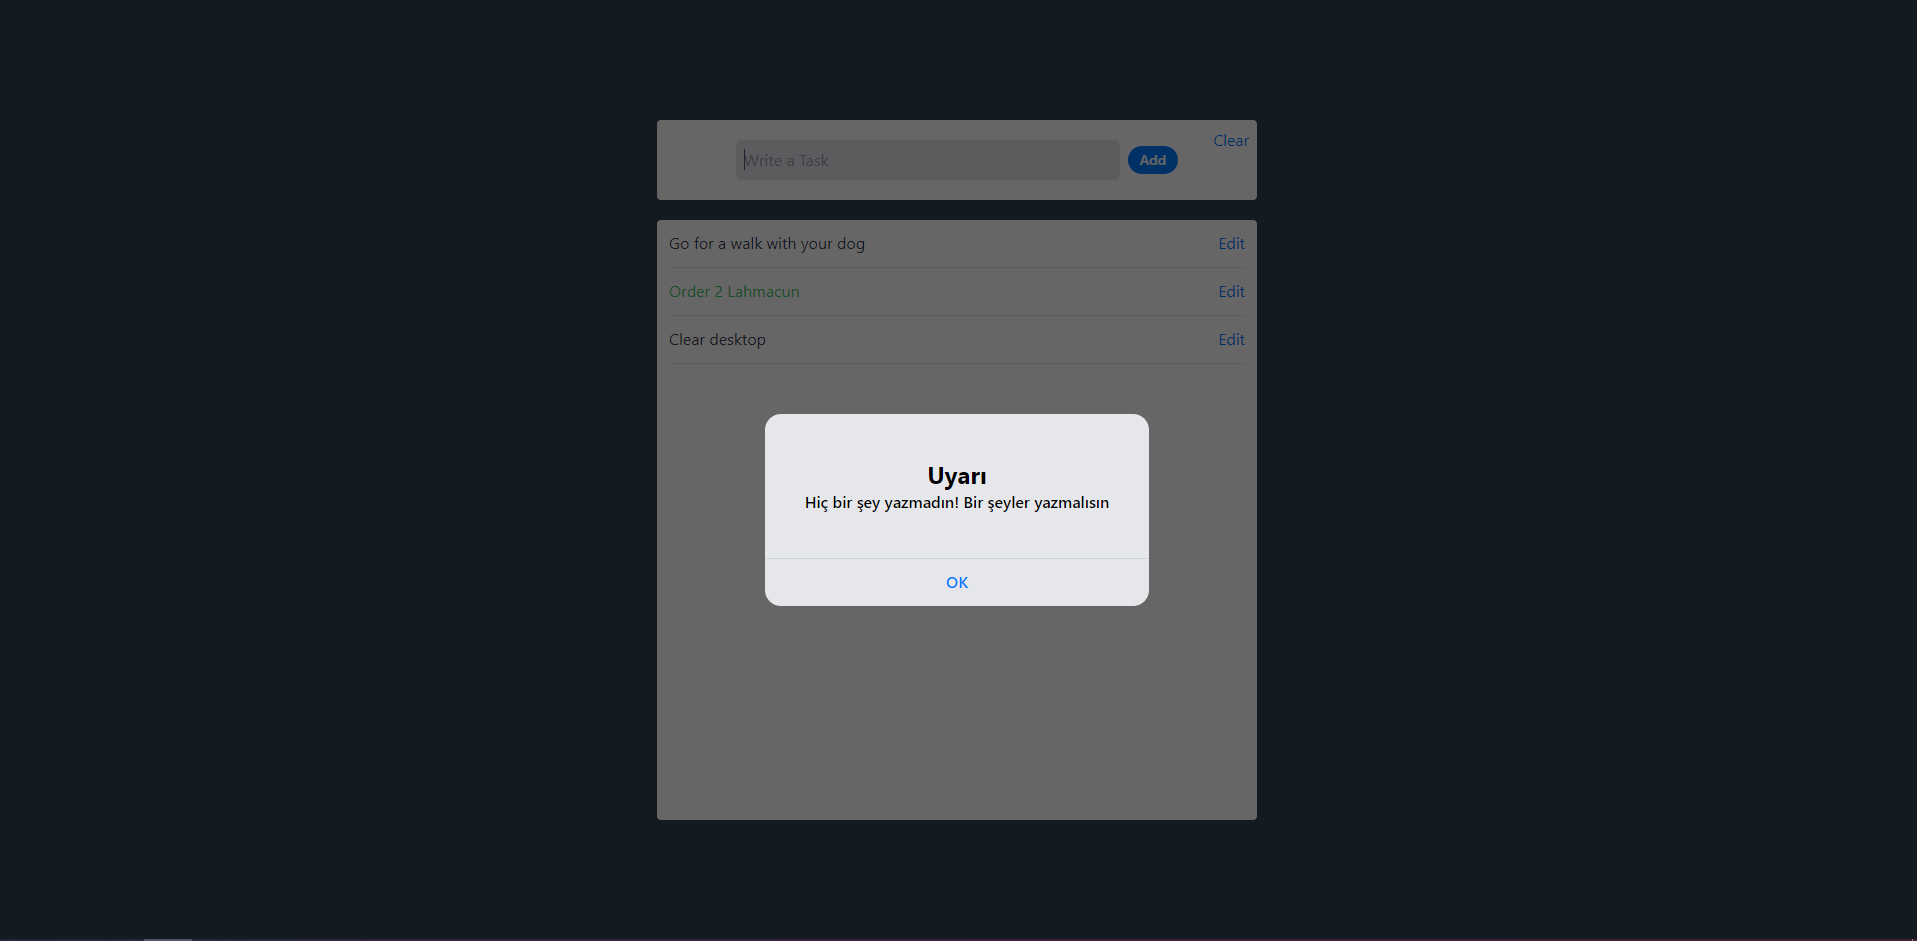 Clear
Write a Task
Add
Go for a walk with your dog
Edit
Order 2 Lahmacun
Edit
Clear desktop
Edit
Uyarı
Hiç bir şey yazmadın! Bir şeyler yazmalısın
OK